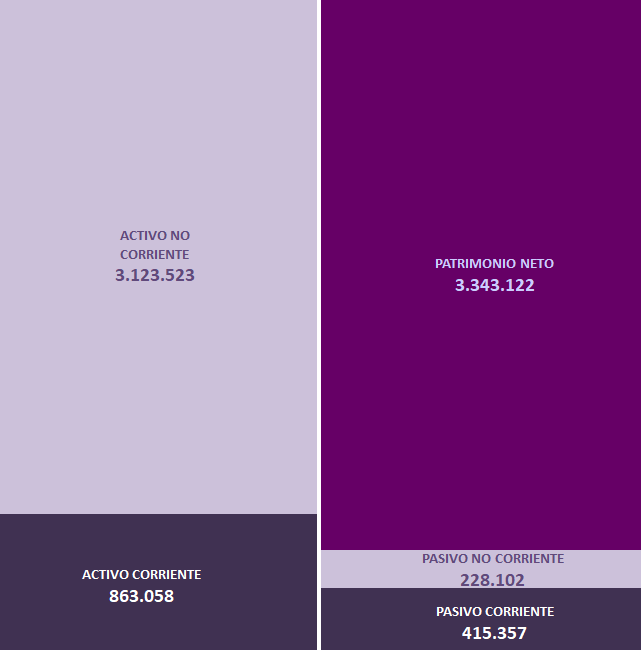 ACTIVO NO
CORRIENTE
3.123.523
ACTIVO CORRIENTE
863.058
PATRIMONIO NETO
3.343.122
PASIVO NO CORRIENTE
228.102
PASIVO CORRIENTE
415.357